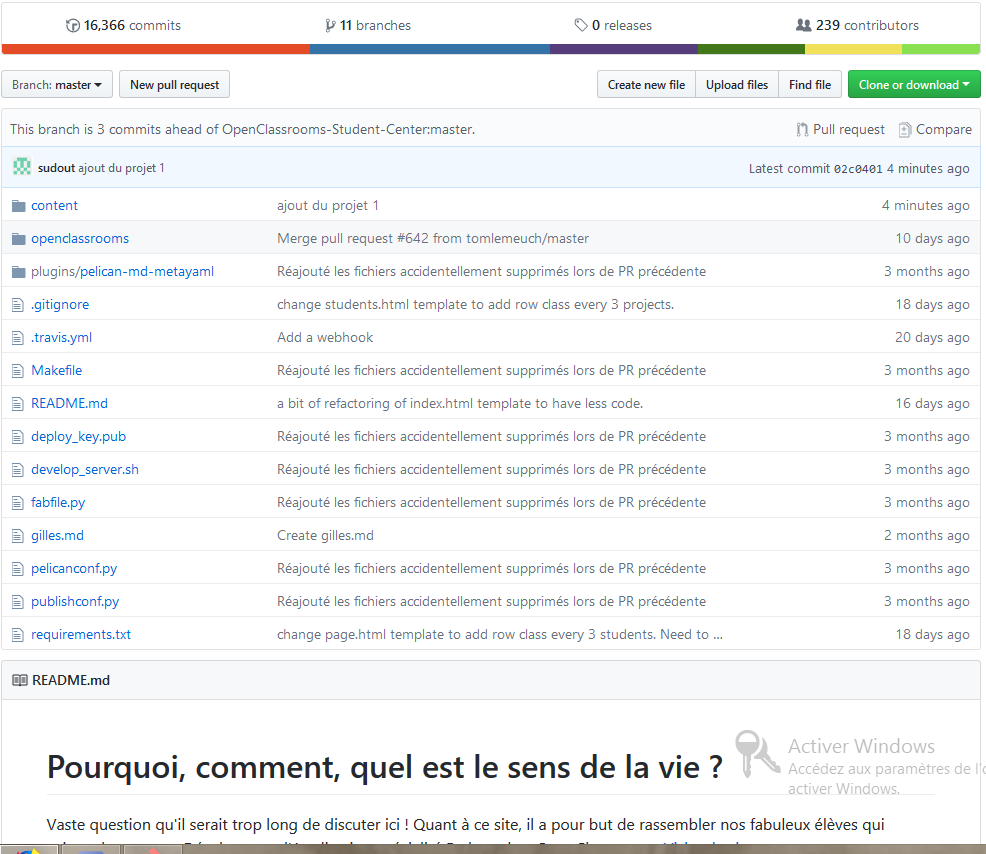 16,366 commits 11 branches 0 releases 239 contributors
Branch: master New pull request Create new file Upload files Find file Clone or download
This branch is 3 commits ahead of OpenClassrooms-Student-Center:master. Pull request Compare
sudout ajout du projet 1 Latest commit 02c0401 4 minutes ago
content ajout du projet 1 4 minutes ago
openclassrooms Merge pull request #642 from tomlemeuch/master 10 days ago
plugins/pelican-md-metayaml Réajouté les fichiers accidentellement supprimés lors de PR précédente 3 months ago
.gitignore change students.html template to add row class every 3 projects. 18 days ago
.travis.yml Add a webhook 20 days ago
Makefile Réajouté les fichiers accidentellement supprimés lors de PR précédente 3 months ago
README.md a bit of refactoring of index.html template to have less code. 16 days ago
deploy_key.pub Réajouté les fichiers accidentellement supprimés lors de PR précédente 3 months ago
develop_server.sh Réajouté les fichiers accidentellement supprimés lors de PR précédente 3 months ago
fabfile.py Réajouté les fichiers accidentellement supprimés lors de PR précédente 3 months ago
gilles.md Create gilles.md 2 months ago
pelicanconf.py Réajouté les fichiers accidentellement supprimés lors de PR précédente 3 months ago
publishconf.py Réajouté les fichiers accidentellement supprimés lors de PR précédente 3 months ago
requirements.txt change page.html template to add row class every 3 students. Need to ... 18 days ago
README.md
Pourquoi, comment, quel est le sens de la vie ?
Activer Windows
Accédez aux paramètres de l'
activer Windows.
Vaste question qu'il serait trop long de discuter ici ! Quant à ce site, il a pour but de rassembler nos fabuleux élèves qui